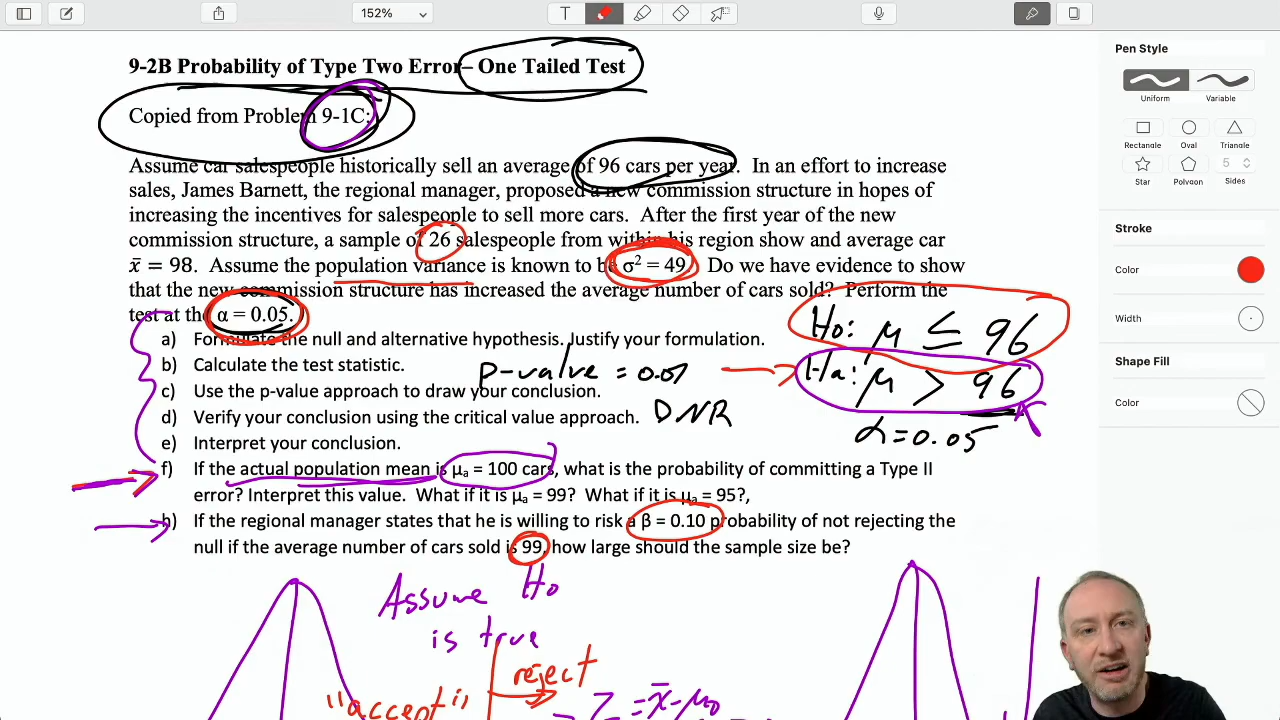 152%
T
9-2B Probability of Type Two Error– One Tailed Test
Copied from Problem 9-1C:
Assume car salespeople historically sell an average of 96 cars per year. In an effort to increase
sales, James Barnett, the regional manager, proposed a new commission structure in hopes of
increasing the incentives for salespeople to sell more cars. After the first year of the new
commission structure, a sample of 26 salespeople from within his region show and average car
x̄ = 98. Assume the population variance is known to be σ² = 49. Do we have evidence to show
that the new commission structure has increased the average number of cars sold? Perform the
test at the α = 0.05.
a) Formulate the null and alternative hypothesis. Justify your formulation.
b) Calculate the test statistic.
c) Use the p-value approach to draw your conclusion.
d) Verify your conclusion using the critical value approach.
e) Interpret your conclusion.
f) If the actual population mean is μₐ = 100 cars, what is the probability of committing a Type II
error? Interpret this value. What if it is μₐ = 99? What if it is μₐ = 95?,
h) If the regional manager states that he is willing to risk a β = 0.10 probability of not rejecting the
null if the average number of cars sold is 99, how large should the sample size be?
Ho: μ ≤ 96
Ha: μ > 96
α = 0.05
p-value = 0.07
DNR
Assume Ho
is true
reject
"accept"
Z = x̄-μ₀
Pen Style
Uniform
Variable
Rectangle
Oval
Triangle
Star
Polygon
5
Sides
Stroke
Color
Width
Shape Fill
Color